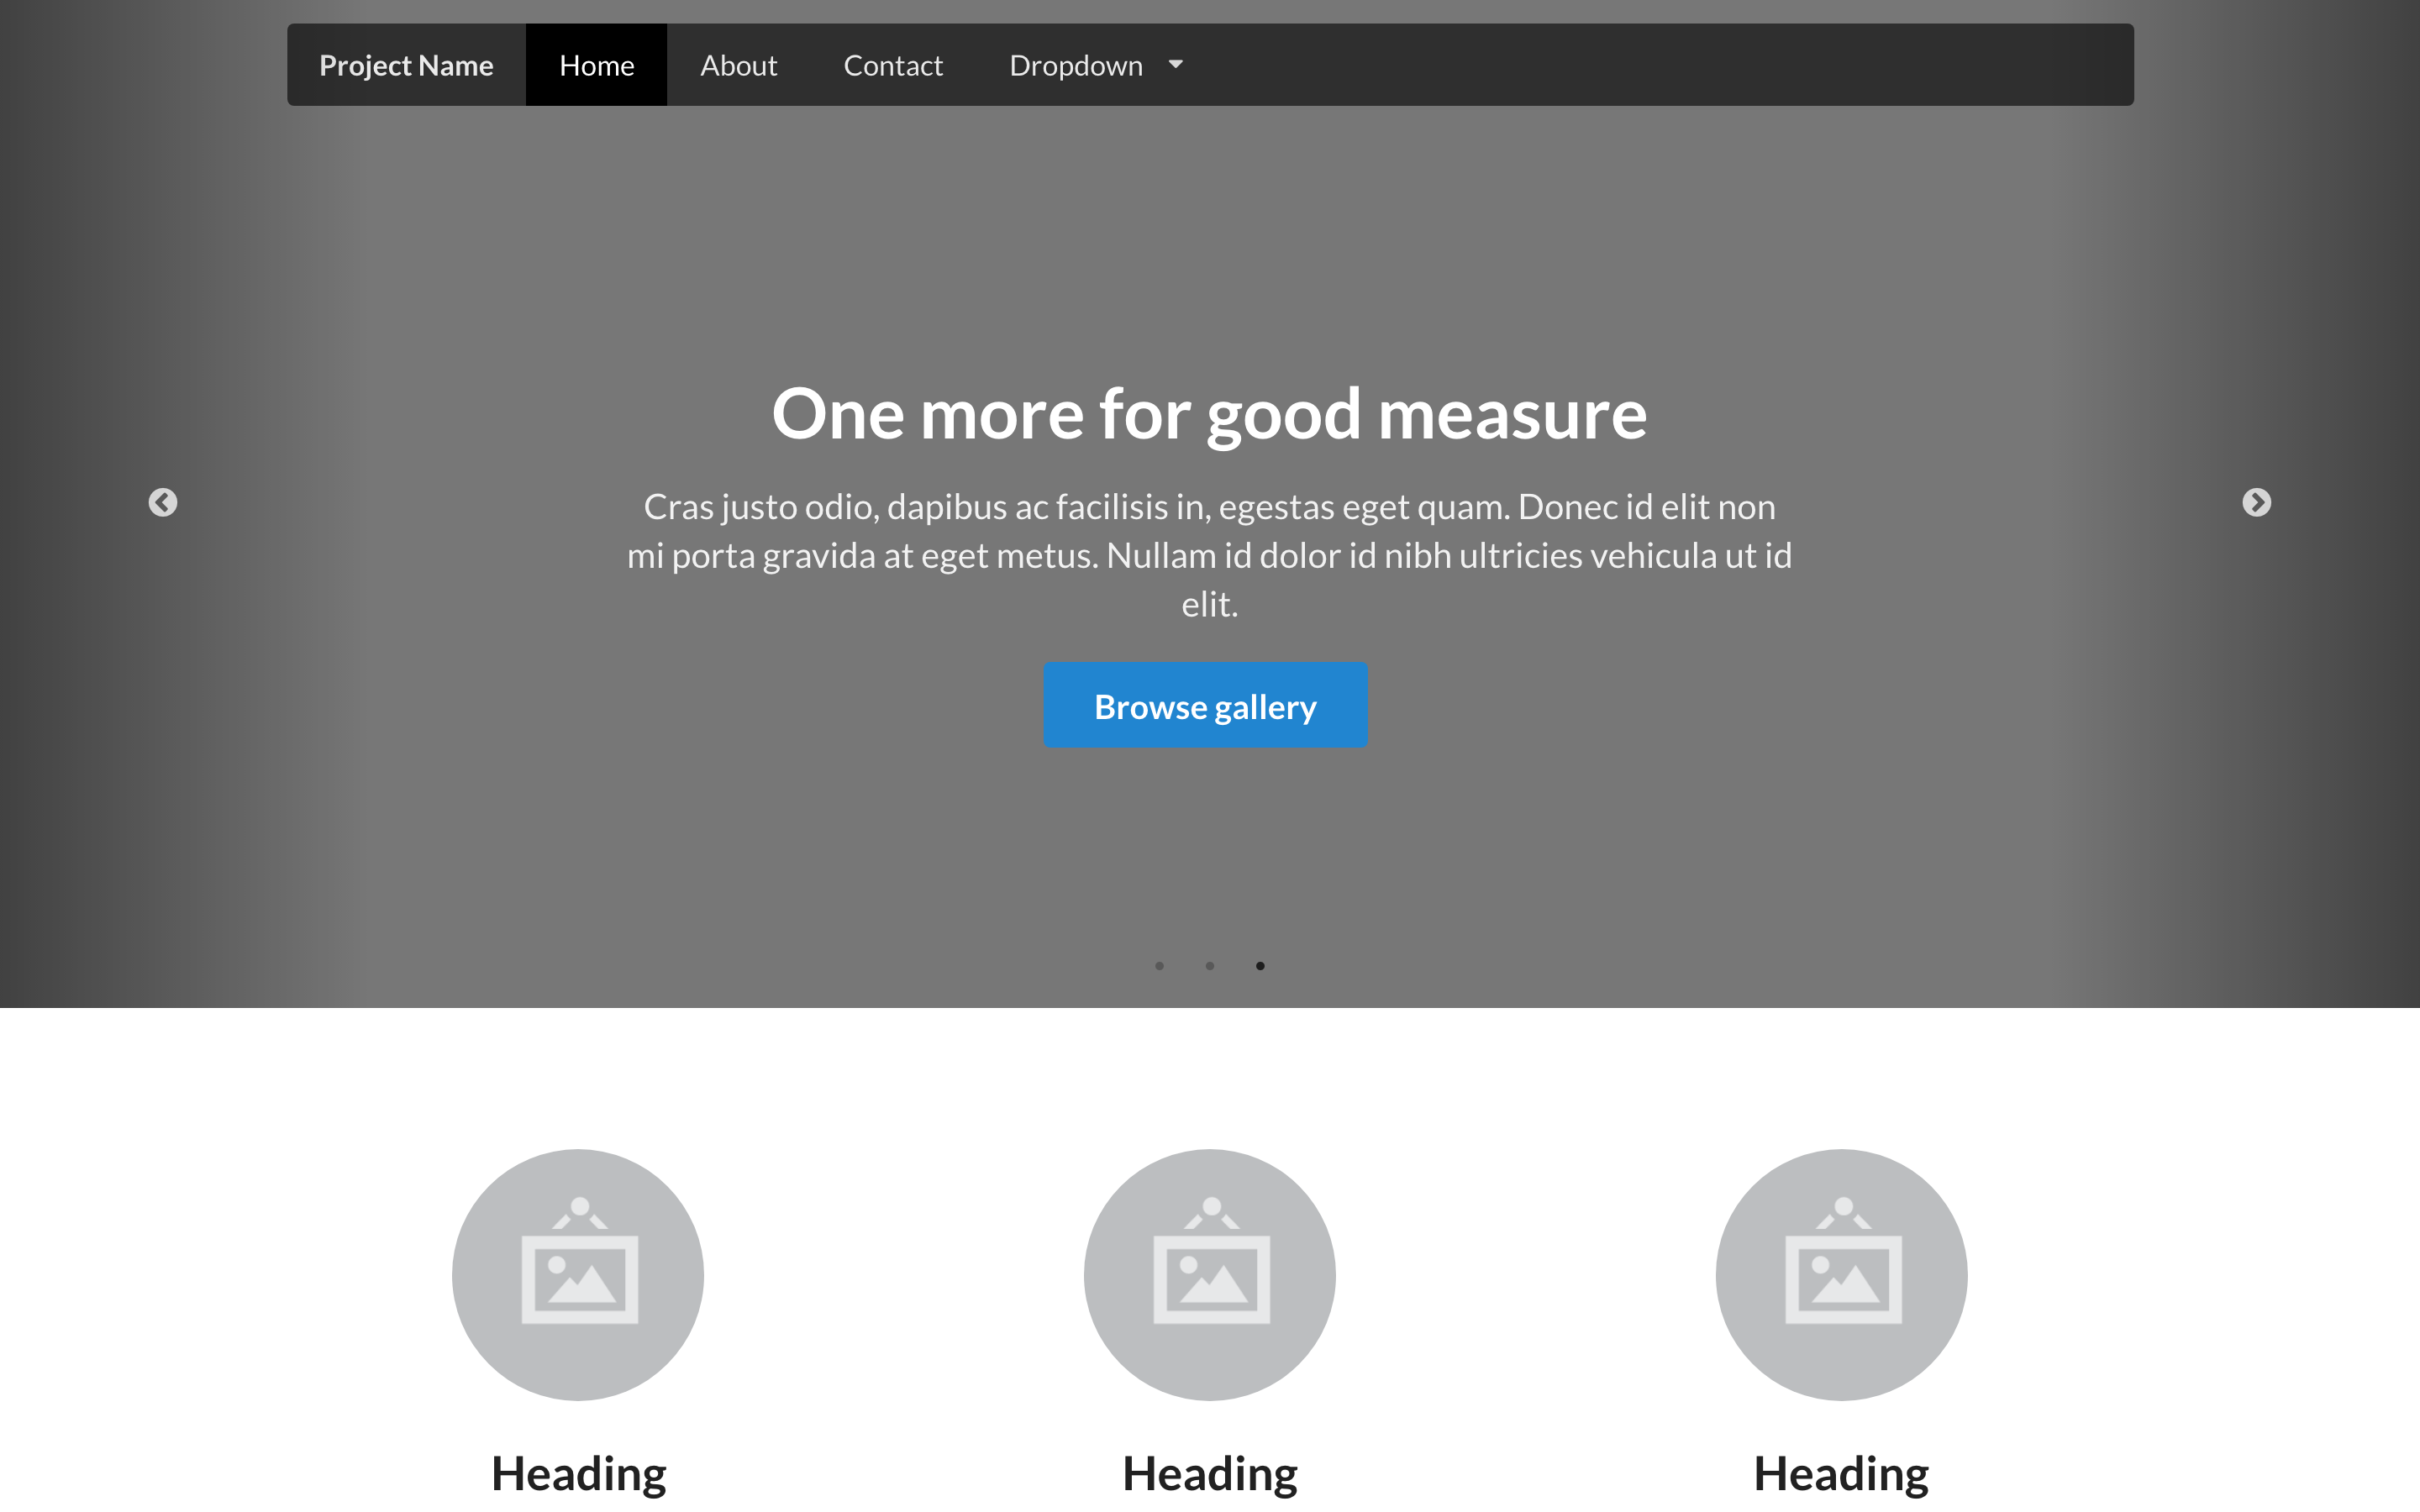 Project Name Home About Contact Dropdown
One more for good measure
Cras justo odio, dapibus ac facilisis in, egestas eget quam. Donec id elit non
mi porta gravida at eget metus. Nullam id dolor id nibh ultricies vehicula ut id
elit.
Browse gallery
Heading Heading Heading